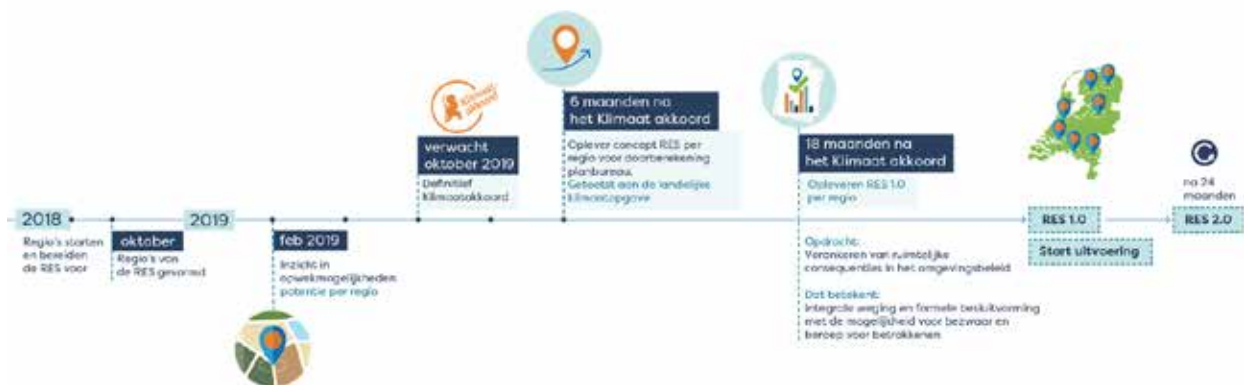 2018
Regio's starten
en bereiden
de RES voor
oktober
Regio's van
de RES gevormd
2019
feb 2019
Inzicht in
opwekmogelijkheden
potentie per regio
Klimaat
akkoord
verwacht
oktober 2019
Definitief
Klimaatakkoord
6 maanden na
het Klimaat akkoord
Oplever concept RES per
regio voor doorberekening
planbureau.
Getoetst aan de landelijke
klimaatopgave
18 maanden na
het Klimaat akkoord
Opleveren RES 1.0
per regio
Opdracht:
Verankeren van ruimtelijke
consequenties in het omgevingsbeleid
Dat betekent:
Integrale weging en formele besluitvorming
met de mogelijkheid voor bezwaar en
beroep voor betrokkenen
RES 1.0
Start uitvoering
na 24
maanden
RES 2.0